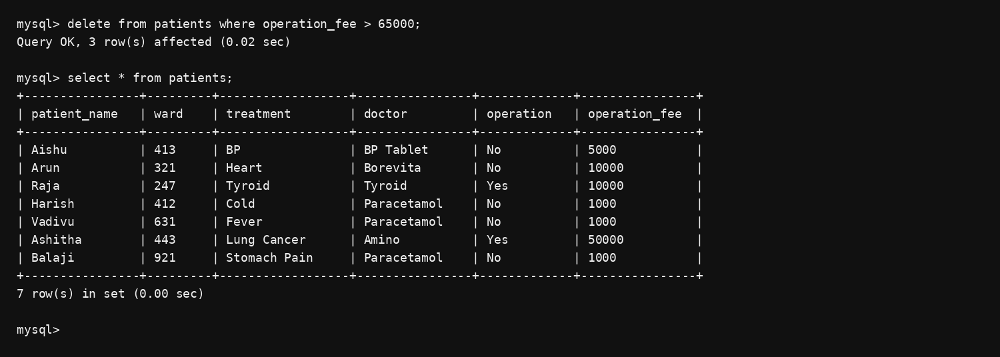 mysql> delete from patients where operation_fee > 65000;
Query OK, 3 row(s) affected (0.02 sec)
mysql> select * from patients;
+----------------+---------+------------------+----------------+-------------+----------------+
| patient_name   | ward    | treatment        | doctor         | operation   | operation_fee  |
+----------------+---------+------------------+----------------+-------------+----------------+
| Aishu          | 413     | BP               | BP Tablet      | No          | 5000           |
| Arun           | 321     | Heart            | Borevita       | No          | 10000          |
| Raja           | 247     | Tyroid           | Tyroid         | Yes         | 10000          |
| Harish         | 412     | Cold             | Paracetamol    | No          | 1000           |
| Vadivu         | 631     | Fever            | Paracetamol    | No          | 1000           |
| Ashitha        | 443     | Lung Cancer      | Amino          | Yes         | 50000          |
| Balaji         | 921     | Stomach Pain     | Paracetamol    | No          | 1000           |
+----------------+---------+------------------+----------------+-------------+----------------+
7 row(s) in set (0.00 sec)
mysql>